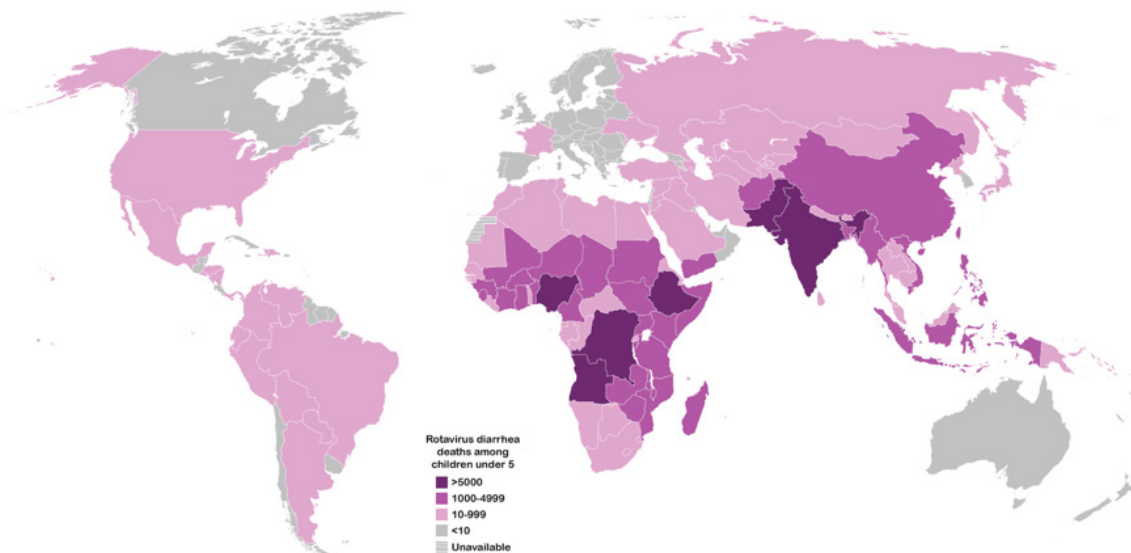 Rotavirus diarrhea
deaths among
children under 5
>5000
1000-4999
10-999
<10
Unavailable